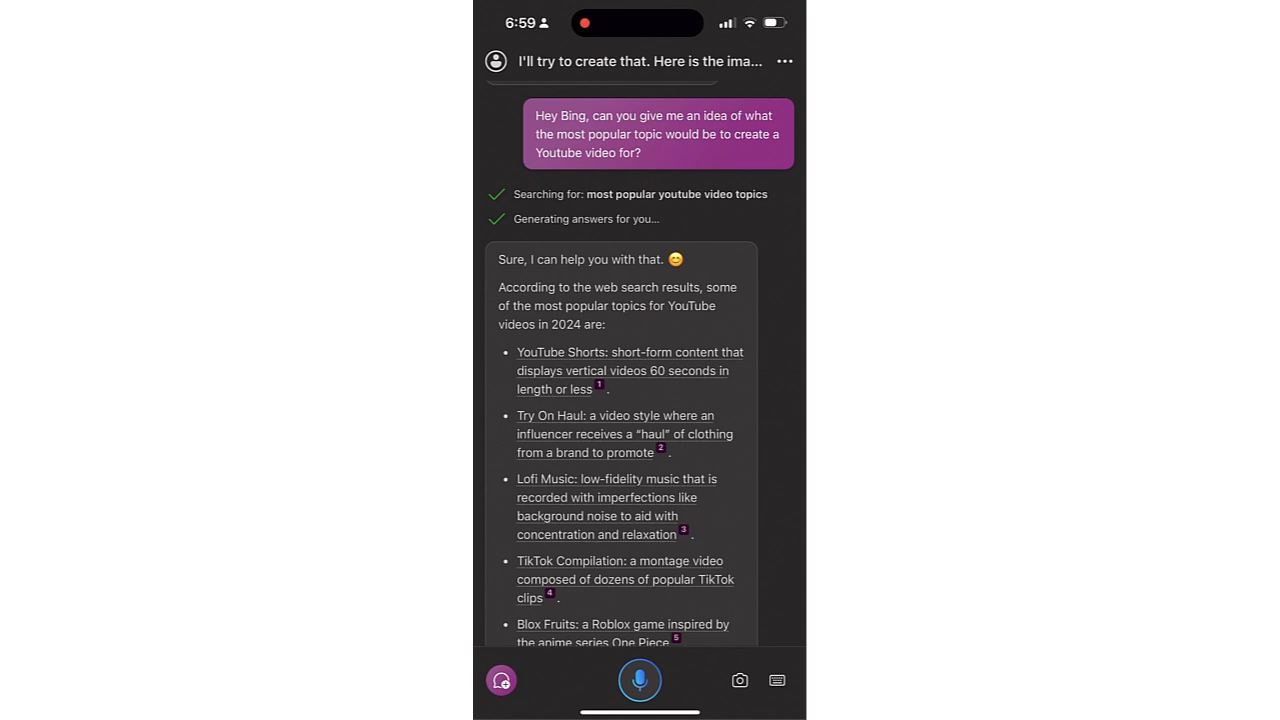 6:59
I'll try to create that. Here is the ima...
Hey Bing, can you give me an idea of what
the most popular topic would be to create a
Youtube video for?
Searching for: most popular youtube video topics
Generating answers for you...
Sure, I can help you with that. 😊
According to the web search results, some
of the most popular topics for YouTube
videos in 2024 are:
• YouTube Shorts: short-form content that
displays vertical videos 60 seconds in
length or less 1 .
• Try On Haul: a video style where an
influencer receives a “haul” of clothing
from a brand to promote 2 .
• Lofi Music: low-fidelity music that is
recorded with imperfections like
background noise to aid with
concentration and relaxation 3 .
• TikTok Compilation: a montage video
composed of dozens of popular TikTok
clips 4 .
• Blox Fruits: a Roblox game inspired by
the anime series One Piece 5